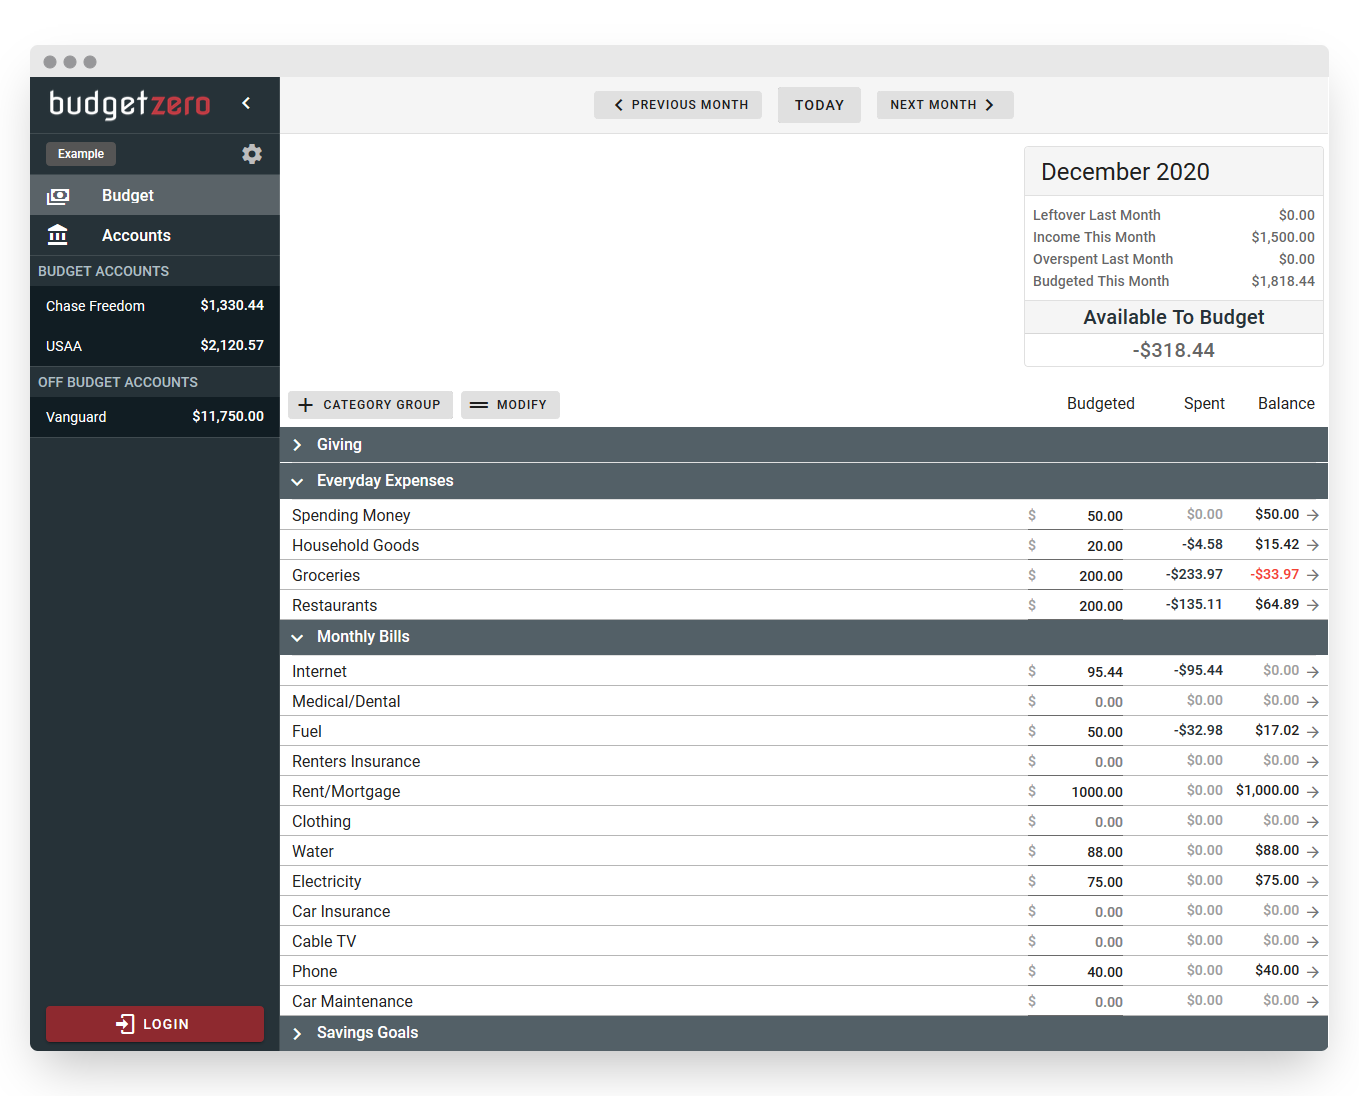 budgetzero
PREVIOUS MONTH TODAY NEXT MONTH
Example
Budget
Accounts
BUDGET ACCOUNTS
Chase Freedom $1,330.44
USAA $2,120.57
OFF BUDGET ACCOUNTS
Vanguard $11,750.00
LOGIN
December 2020
Leftover Last Month $0.00
Income This Month $1,500.00
Overspent Last Month $0.00
Budgeted This Month $1,818.44
Available To Budget
-$318.44
CATEGORY GROUP MODIFY Budgeted Spent Balance
Giving
Everyday Expenses
Spending Money $ 50.00 $0.00 $50.00
Household Goods $ 20.00 -$4.58 $15.42
Groceries $ 200.00 -$233.97 -$33.97
Restaurants $ 200.00 -$135.11 $64.89
Monthly Bills
Internet $ 95.44 -$95.44 $0.00
Medical/Dental $ 0.00 $0.00 $0.00
Fuel $ 50.00 -$32.98 $17.02
Renters Insurance $ 0.00 $0.00 $0.00
Rent/Mortgage $ 1000.00 $0.00 $1,000.00
Clothing $ 0.00 $0.00 $0.00
Water $ 88.00 $0.00 $88.00
Electricity $ 75.00 $0.00 $75.00
Car Insurance $ 0.00 $0.00 $0.00
Cable TV $ 0.00 $0.00 $0.00
Phone $ 40.00 $0.00 $40.00
Car Maintenance $ 0.00 $0.00 $0.00
Savings Goals